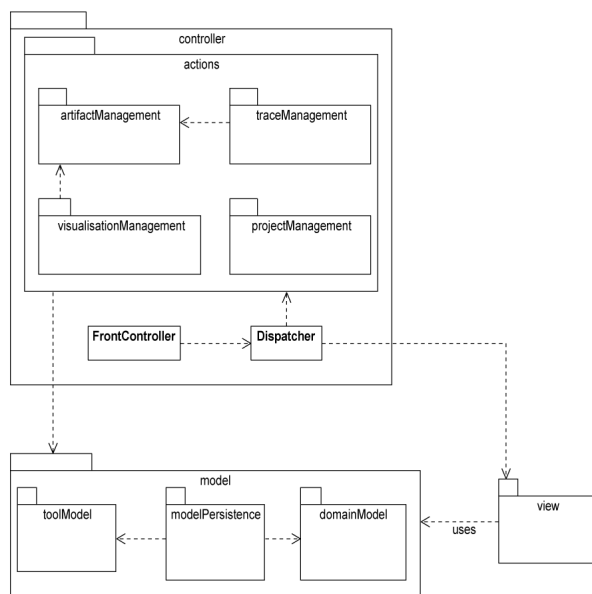 controller
actions
artifactManagement
traceManagement
visualisationManagement
projectManagement
FrontController
Dispatcher
model
toolModel
modelPersistence
domainModel
view
uses